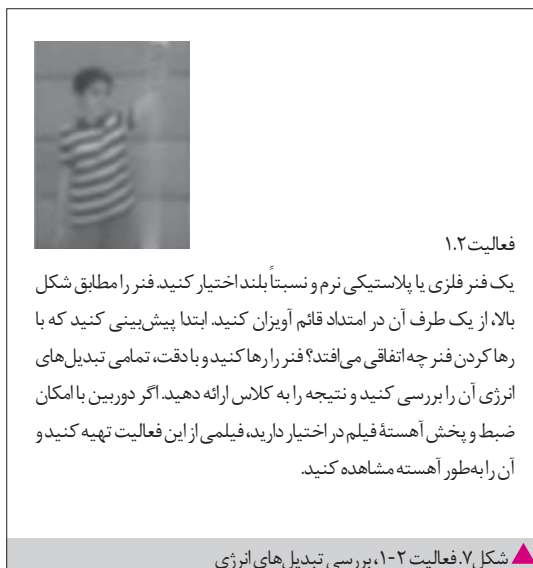 فعالیت ۱.۲
یک فنر فلزی یا پلاستیکی نرم و نسبتاً بلند اختیار کنید. فنر را مطابق شکل
بالا، از یک طرف آن در امتداد قائم آویزان کنید. ابتدا پیش‌بینی کنید که با
رها کردن فنر چه اتفاقی می‌افتد؟ فنر را رها کنید و با دقت، تمامی تبدیل‌های
انرژی آن را بررسی کنید و نتیجه را به کلاس ارائه دهید. اگر دوربین با امکان
ضبط و پخش آهستهٔ فیلم در اختیار دارید، فیلمی از این فعالیت تهیه کنید و
آن را به‌طور آهسته مشاهده کنید.
شکل ۷. فعالیت ۲-۱، بررسی تبدیل‌های انرژی